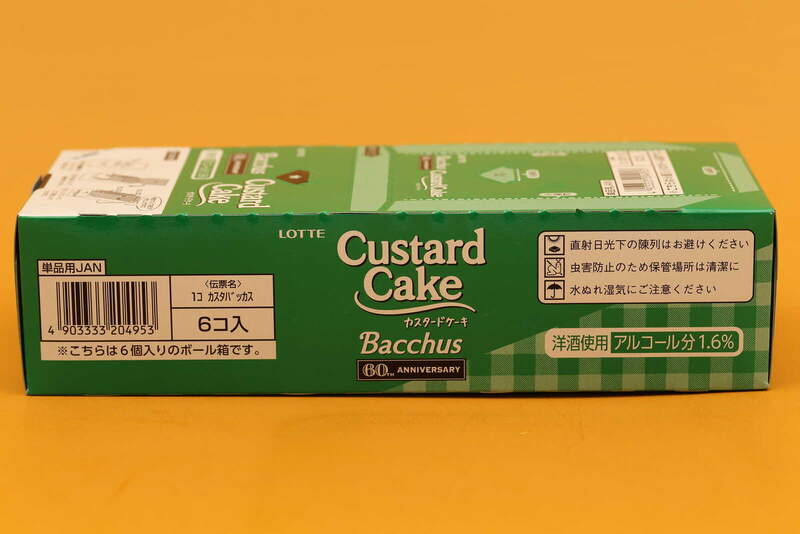 Custard
Cake
LOTTE
Custard
Cake
カスタードケーキ
Bacchus
60TH ANNIVERSARY
単品用JAN
4 903333 204953
〈伝票名〉
1コ ｶｽﾀﾊﾞｯｶｽ
6コ入
※こちらは6個入りのボール箱です。
直射日光下の陳列はお避けください
虫害防止のため保管場所は清潔に
水ぬれ湿気にご注意ください
洋酒使用 アルコール分1.6%